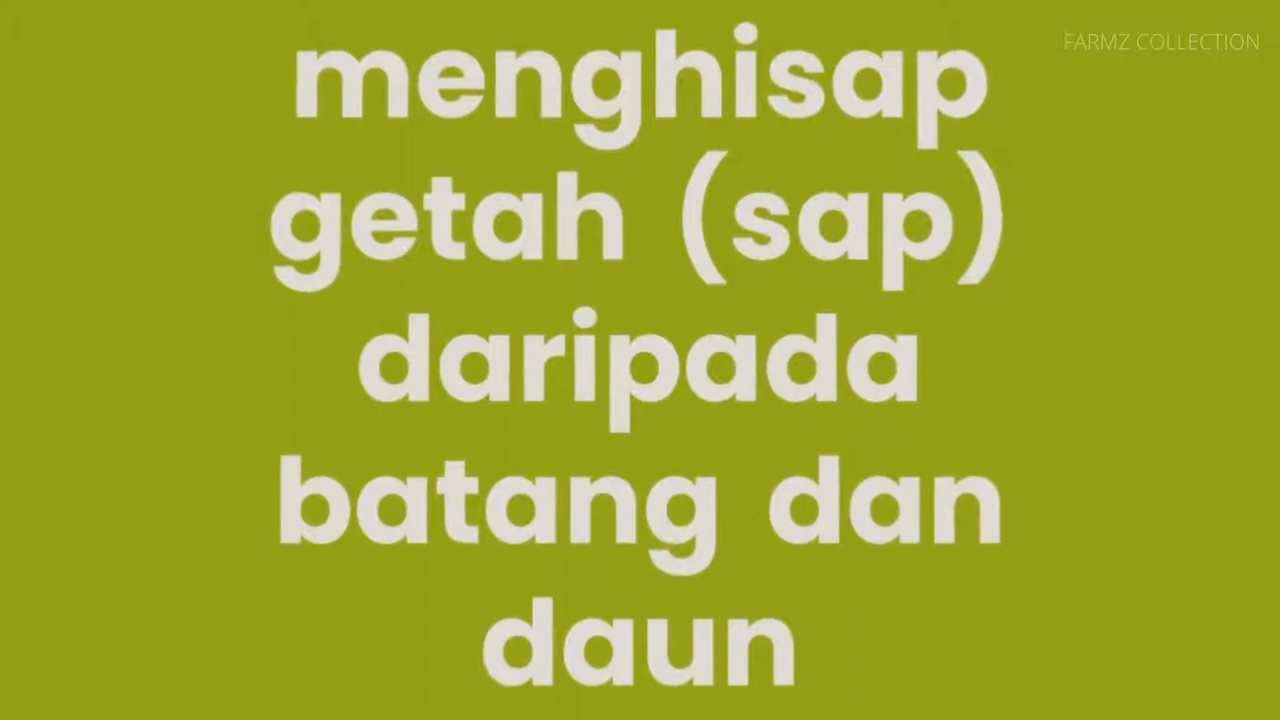 FARMZ COLLECTION
menghisap
getah (sap)
daripada
batang dan
daun